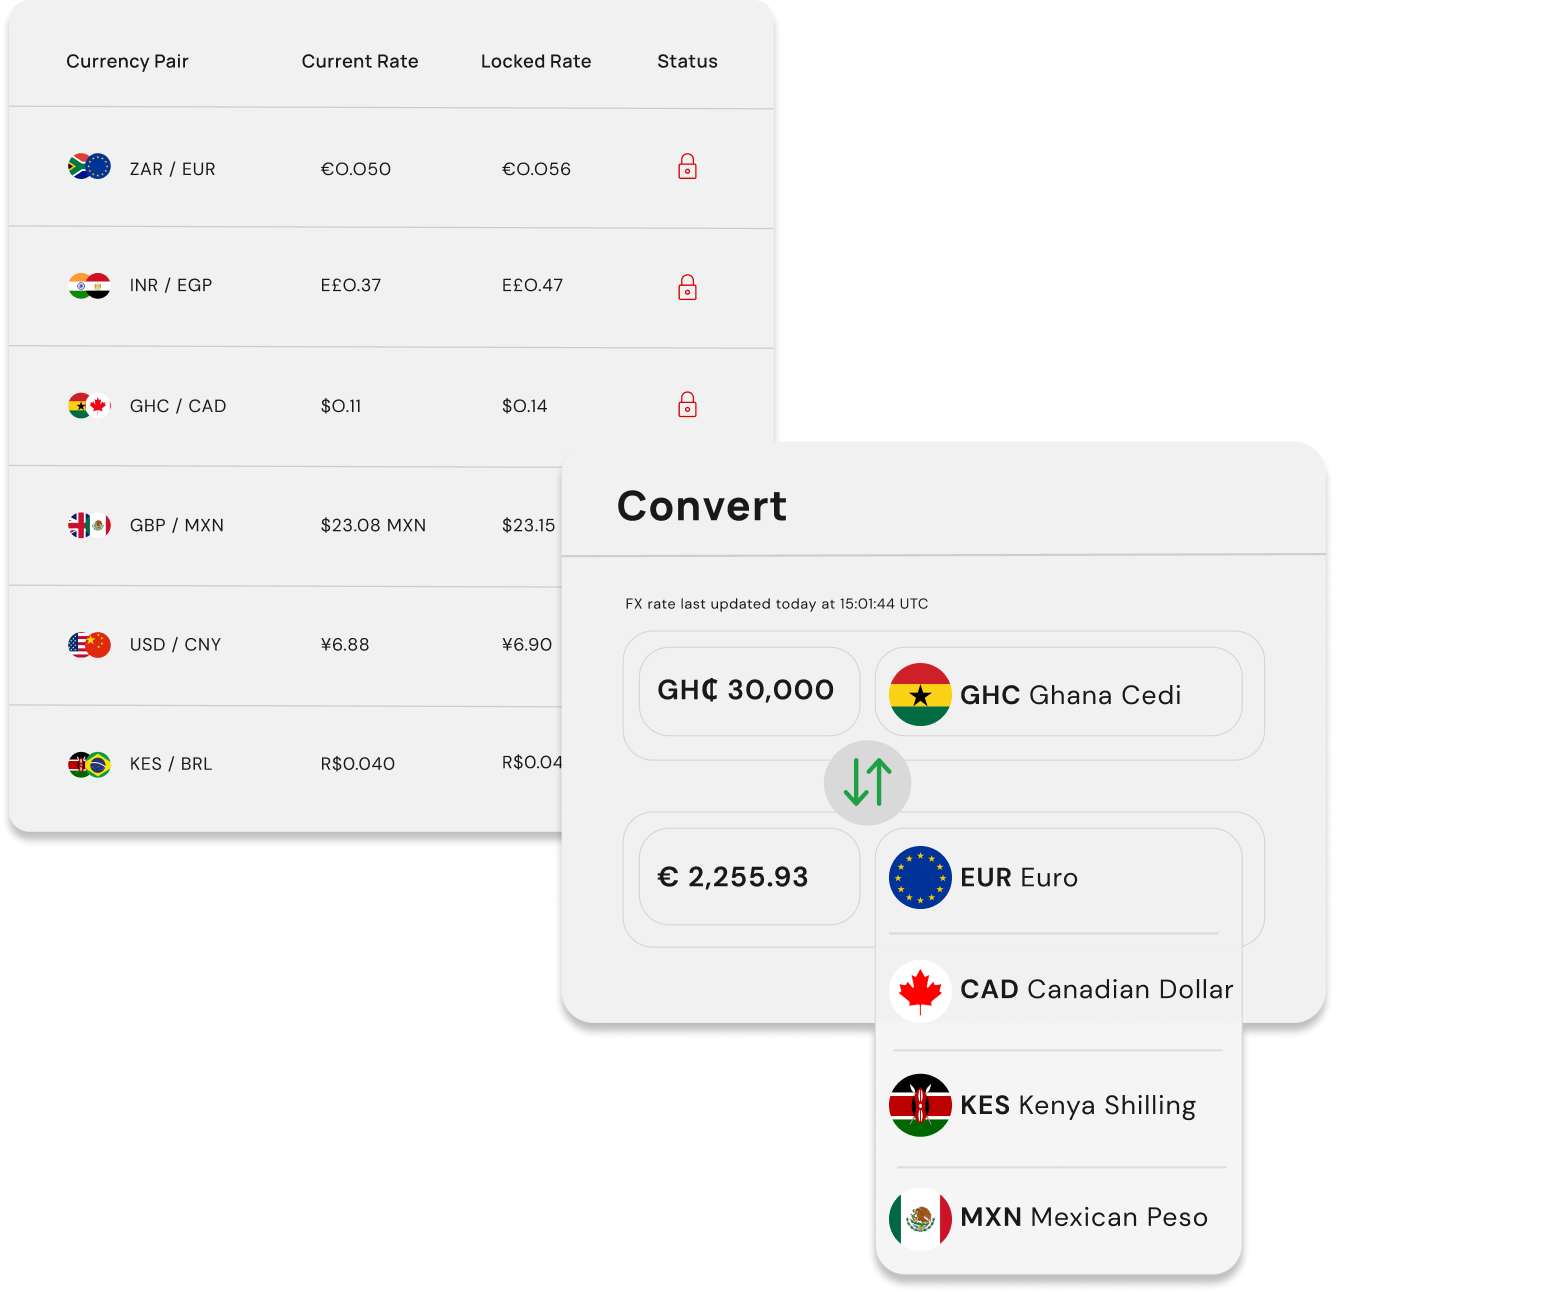 Currency Pair Current Rate Locked Rate Status
ZAR / EUR €0.050 €0.056
INR / EGP E£0.37 E£0.47
GHC / CAD $0.11 $0.14
GBP / MXN $23.08 MXN $23.15
USD / CNY ¥6.88 ¥6.90
KES / BRL R$0.040 R$0.04
Convert
FX rate last updated today at 15:01:44 UTC
GH₵ 30,000 GHC Ghana Cedi
€ 2,255.93 EUR Euro
CAD Canadian Dollar
KES Kenya Shilling
MXN Mexican Peso